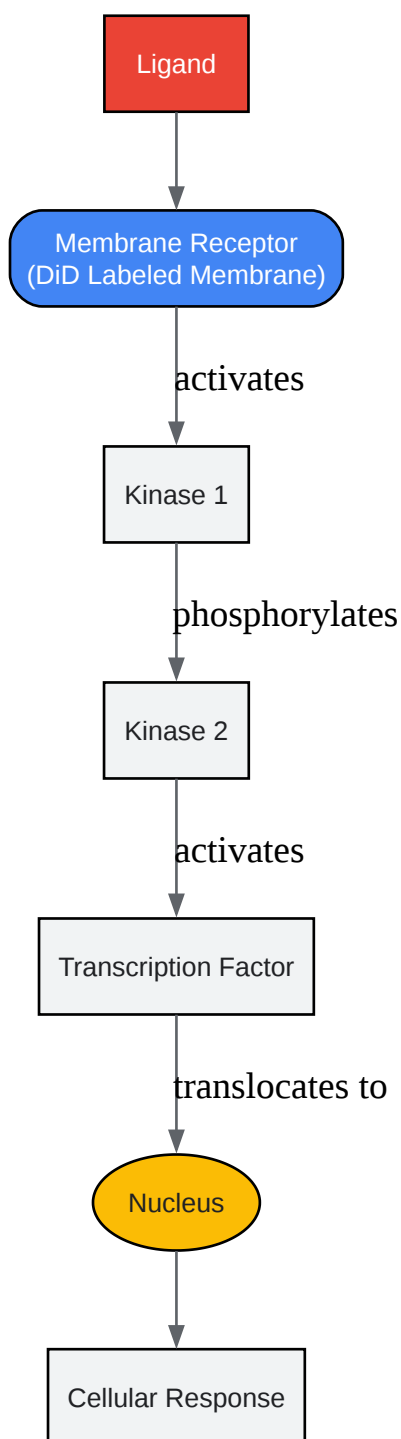 Ligand
Membrane Receptor
(DiD Labeled Membrane)
activates
Kinase 1
phosphorylates
Kinase 2
activates
Transcription Factor
translocates to
Nucleus
Cellular Response